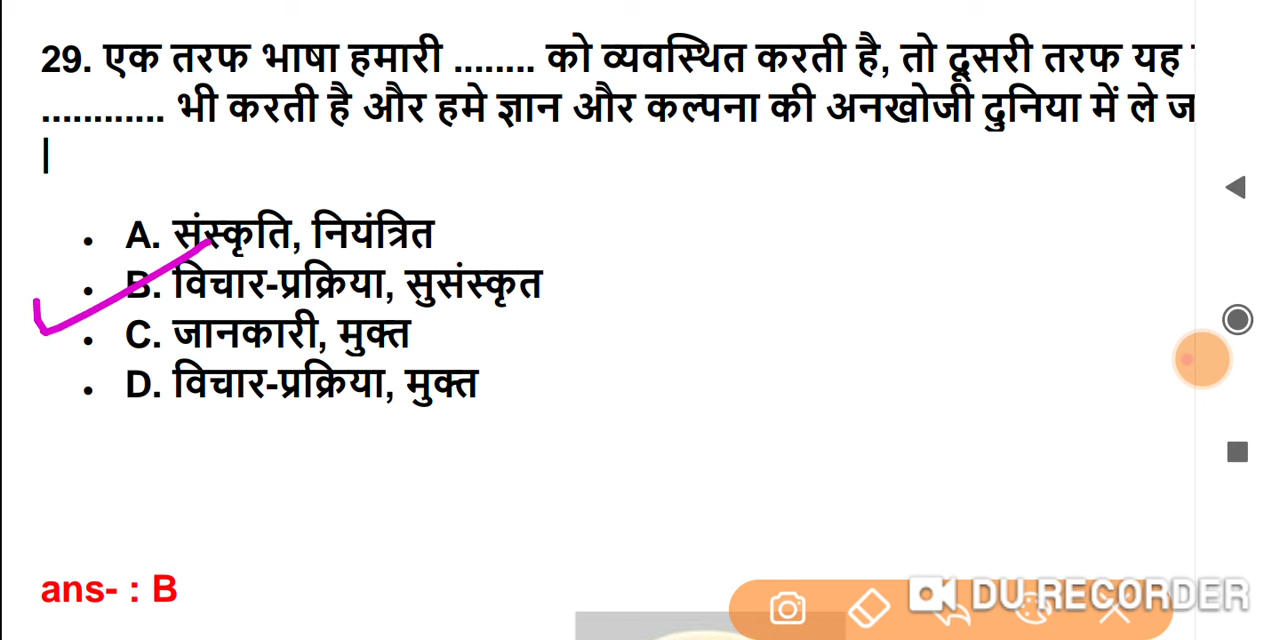 29. एक तरफ भाषा हमारी ........ को व्यवस्थित करती है, तो दूसरी तरफ यह
............ भी करती है और हमे ज्ञान और कल्पना की अनखोजी दुनिया में ले
|
• A. संस्कृति, नियंत्रित
• B. विचार-प्रक्रिया, सुसंस्कृत
• C. जानकारी, मुक्त
• D. विचार-प्रक्रिया, मुक्त
ans- : B
DU RECORDER